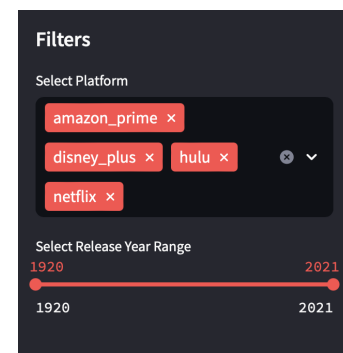 Filters
Select Platform
amazon_prime ×
disney_plus × hulu ×
netflix ×
Select Release Year Range
1920 2021
1920 2021